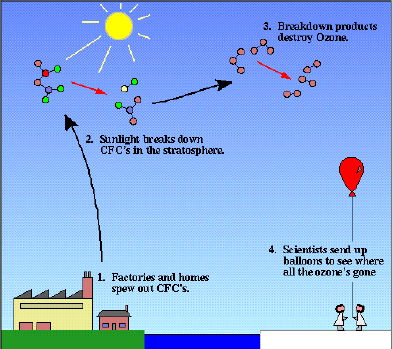 3. Breakdown products
destroy Ozone.
2. Sunlight breaks down
CFC's in the stratosphere.
4. Scientists send up
balloons to see where
all the ozone's gone
1. Factories and homes
spew out CFC's.